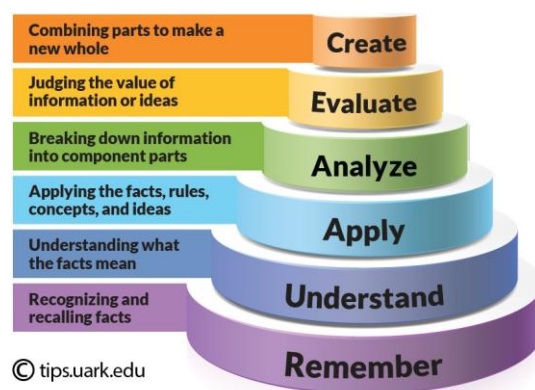 Combining parts to make a
new whole
Create
Judging the value of
information or ideas
Evaluate
Breaking down information
into component parts
Analyze
Applying the facts, rules,
concepts, and ideas
Apply
Understanding what
the facts mean
Understand
Recognizing and
recalling facts
Remember
© tips.uark.edu